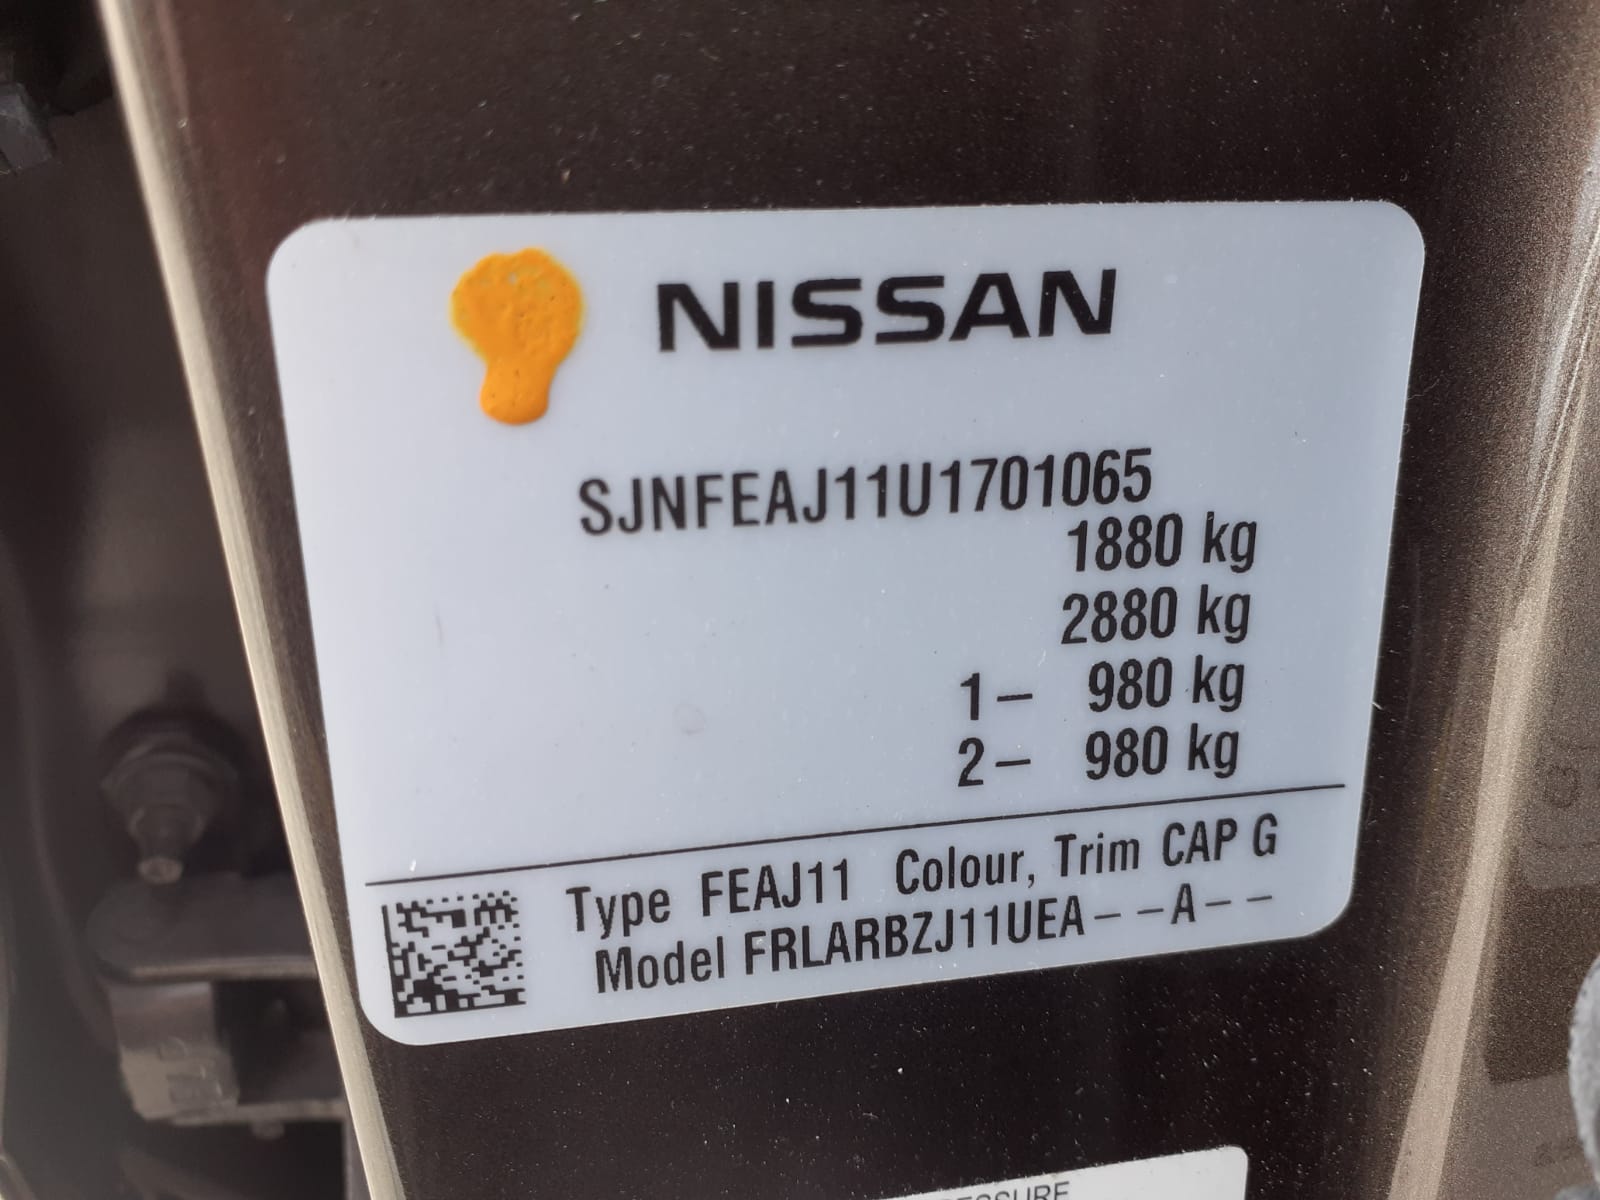 NISSAN
SJNFEAJ11U1701065
1880 kg
2880 kg
1– 980 kg
2– 980 kg
Type FEAJ11 Colour, Trim CAP G
Model FRLARBZJ11UEA– –A– –